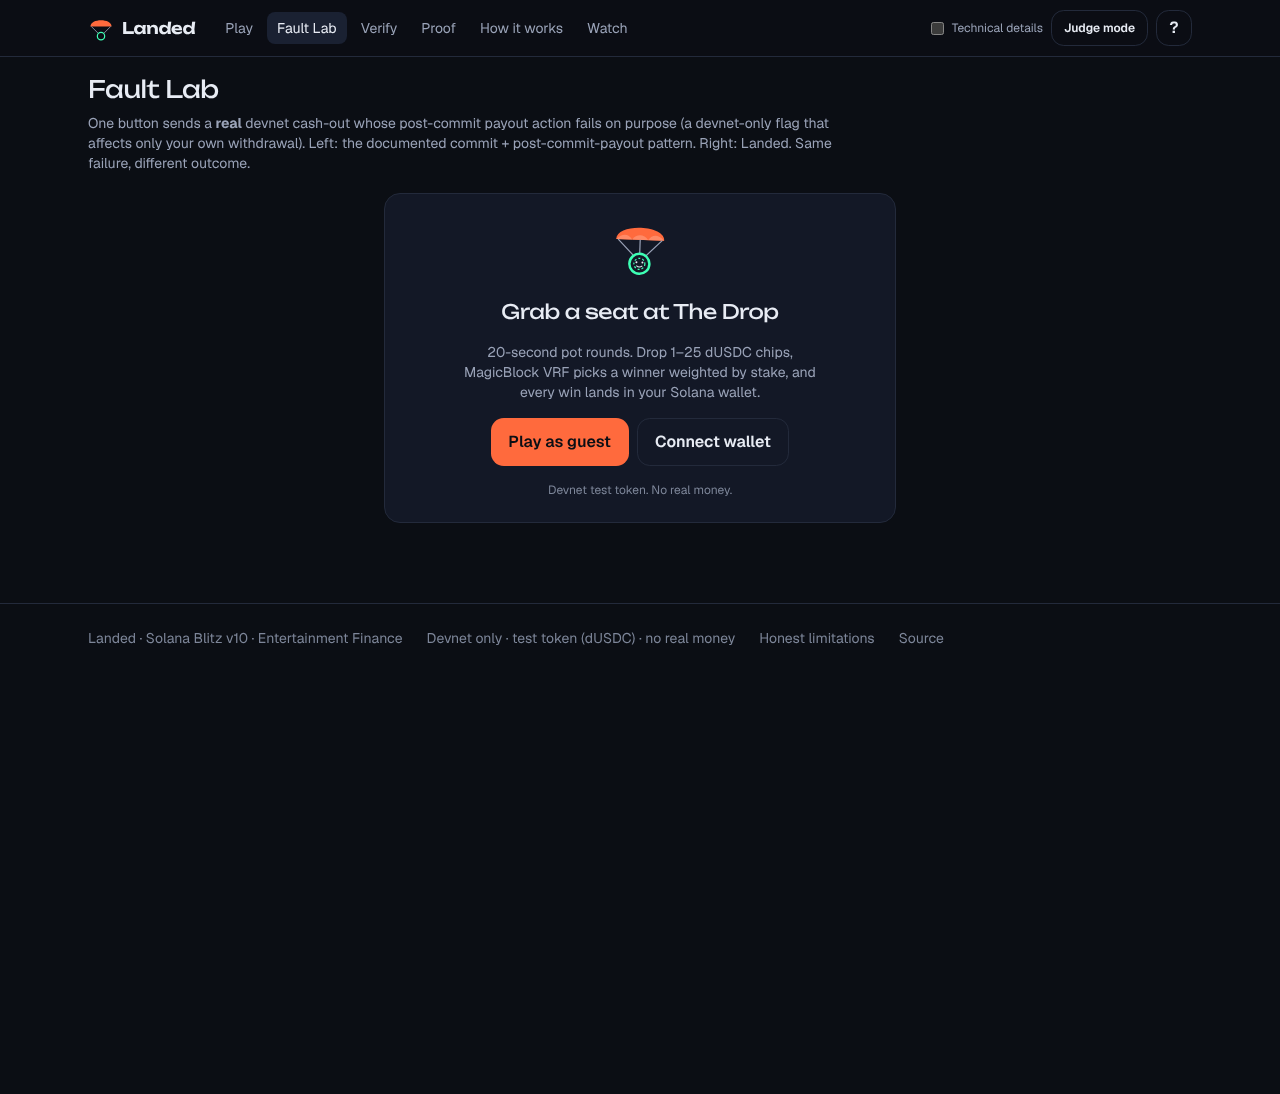 Landed
Play
Fault Lab
Verify
Proof
How it works
Watch
Technical details
Judge mode
?
Fault Lab
One button sends a real devnet cash-out whose post-commit payout action fails on purpose (a devnet-only flag that
affects only your own withdrawal). Left: the documented commit + post-commit-payout pattern. Right: Landed. Same
failure, different outcome.
Grab a seat at The Drop
20-second pot rounds. Drop 1–25 dUSDC chips,
MagicBlock VRF picks a winner weighted by stake, and
every win lands in your Solana wallet.
Play as guest
Connect wallet
Devnet test token. No real money.
Landed · Solana Blitz v10 · Entertainment Finance
Devnet only · test token (dUSDC) · no real money
Honest limitations
Source